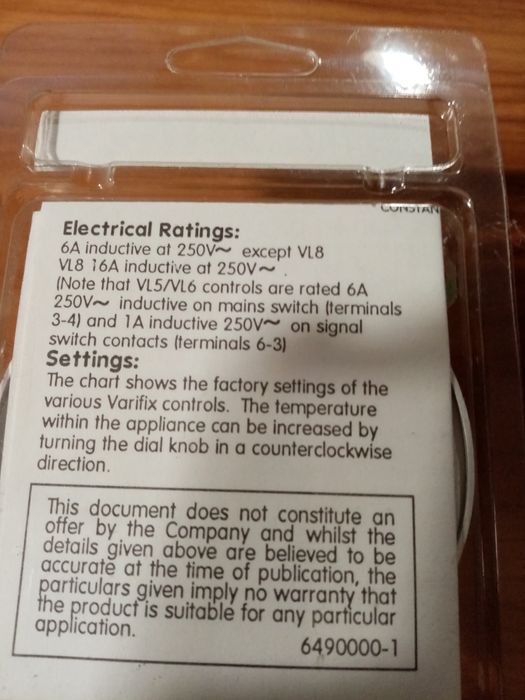 CONSTAN
Electrical Ratings:
6A inductive at 250V~ except VL8
VL8 16A inductive at 250V~ .
(Note that VL5/VL6 controls are rated 6A
250V~ inductive on mains switch (terminals
3-4) and 1A inductive 250V~ on signal
switch contacts (terminals 6-3)
Settings:
The chart shows the factory settings of the
various Varifix controls. The temperature
within the appliance can be increased by
turning the dial knob in a counterclockwise
direction.
This document does not constitute an
offer by the Company and whilst the
details given above are believed to be
accurate at the time of publication, the
particulars given imply no warranty that
the product is suitable for any particular
application.
6490000-1